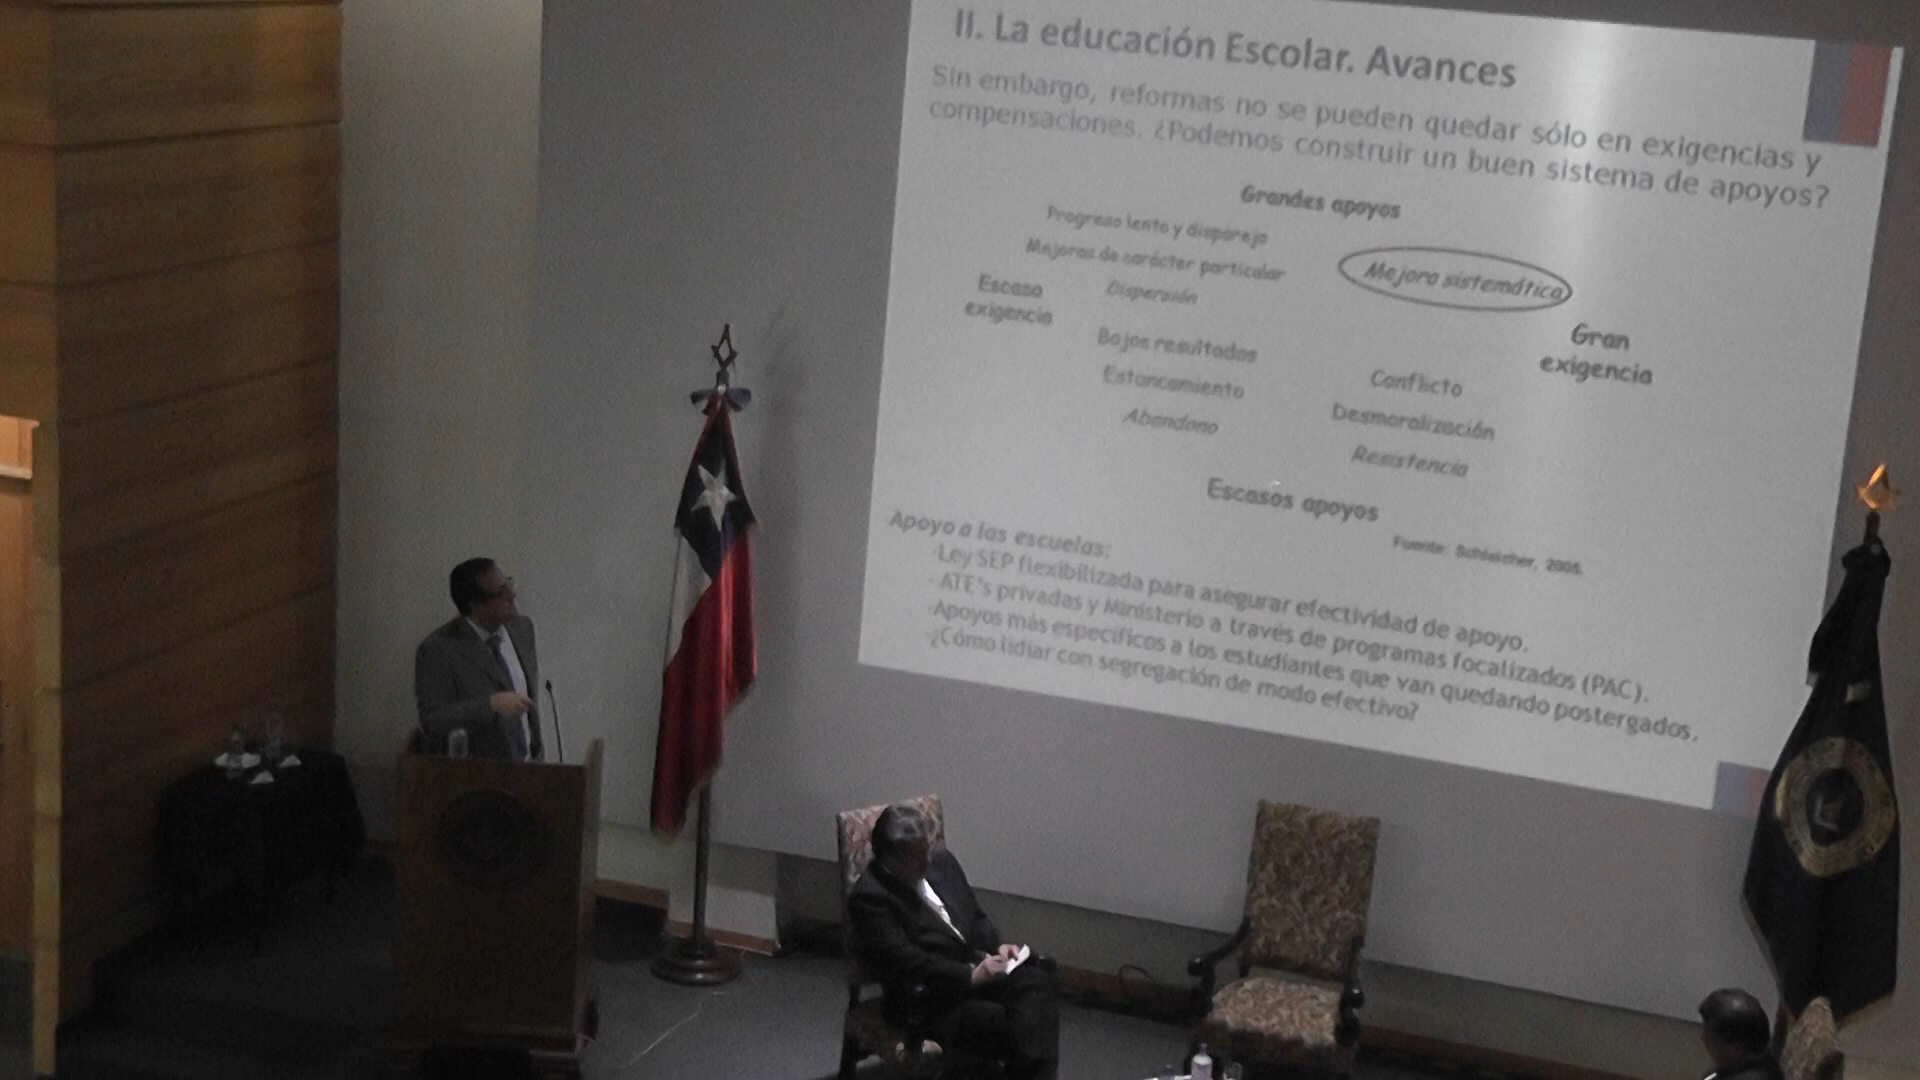 II. La educación Escolar. Avances
Sin embargo, reformas no se pueden quedar sólo en exigencias y
compensaciones. ¿Podemos construir un buen sistema de apoyos?
Grandes apoyos
Progreso lento y disparejo
Mejoras de carácter particular
Dispersión
Mejora sistemática
Escasa
exigencia
Gran
exigencia
Bajos resultados
Estancamiento
Abandono
Conflicto
Desmoralización
Resistencia
Escasos apoyos
Fuente: Schleicher, 2005.
Apoyo a las escuelas:
·Ley SEP flexibilizada para asegurar efectividad de apoyo.
· ATE's privadas y Ministerio a través de programas focalizados (PAC).
·Apoyos más específicos a los estudiantes que van quedando postergados.
·¿Cómo lidiar con segregación de modo efectivo?